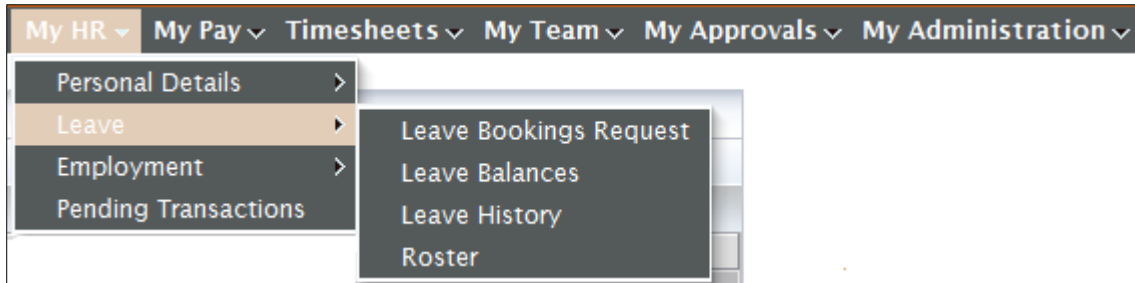 My HR My Pay Timesheets My Team My Approvals My Administration
Personal Details
Leave
Employment
Pending Transactions
Leave Bookings Request
Leave Balances
Leave History
Roster